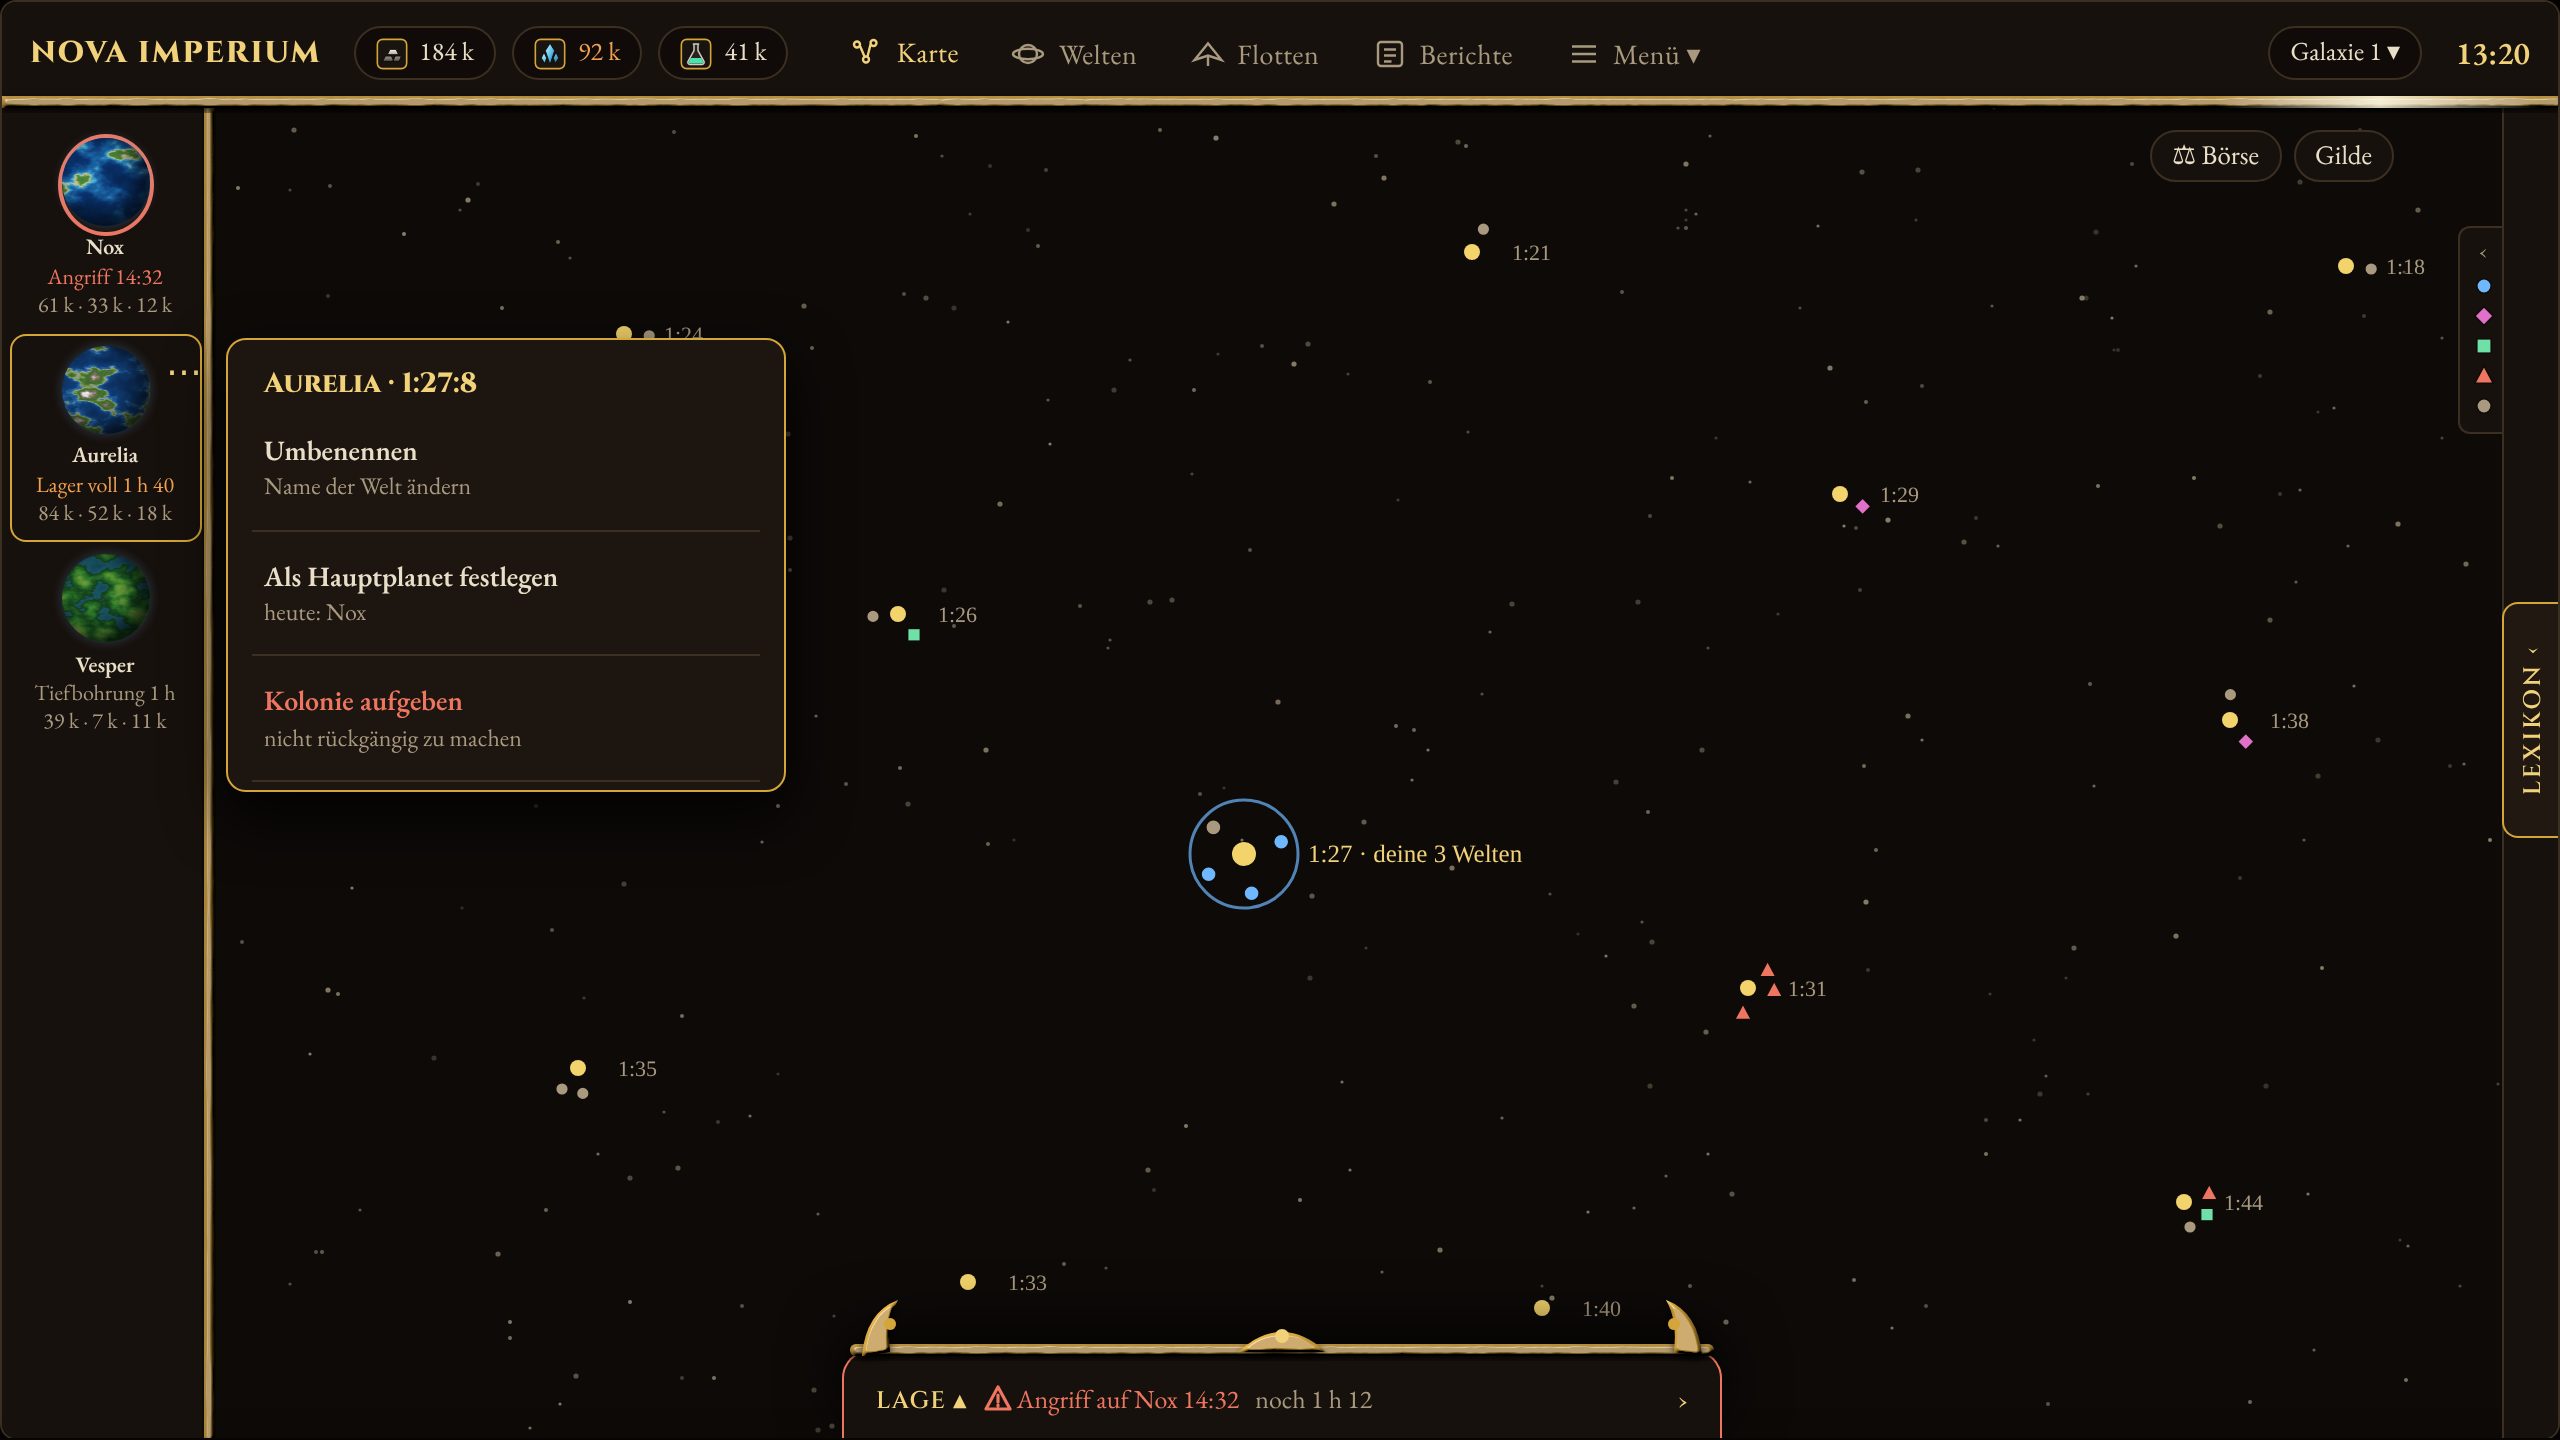 NOVA IMPERIUM
184 k
92 k
41 k
Karte
Welten
Flotten
Berichte
Menü ▾
Galaxie 1 ▾
13:20
Nox
Angriff 14:32
61 k · 33 k · 12 k
...
Aurelia
Lager voll 1 h 40
84 k · 52 k · 18 k
Vesper
Tiefbohrung 1 h
39 k · 7 k · 11 k
Börse
Gilde
1:21
1:18
1:24
AURELIA · 1:27:8
Umbenennen
Name der Welt ändern
Als Hauptplanet festlegen
heute: Nox
Kolonie aufgeben
nicht rückgängig zu machen
1:29
1:26
1:38
LEXIKON ‹
1:27 · deine 3 Welten
1:31
1:35
1:44
1:33
1:40
LAGE ▴ Angriff auf Nox 14:32 noch 1 h 12 ›